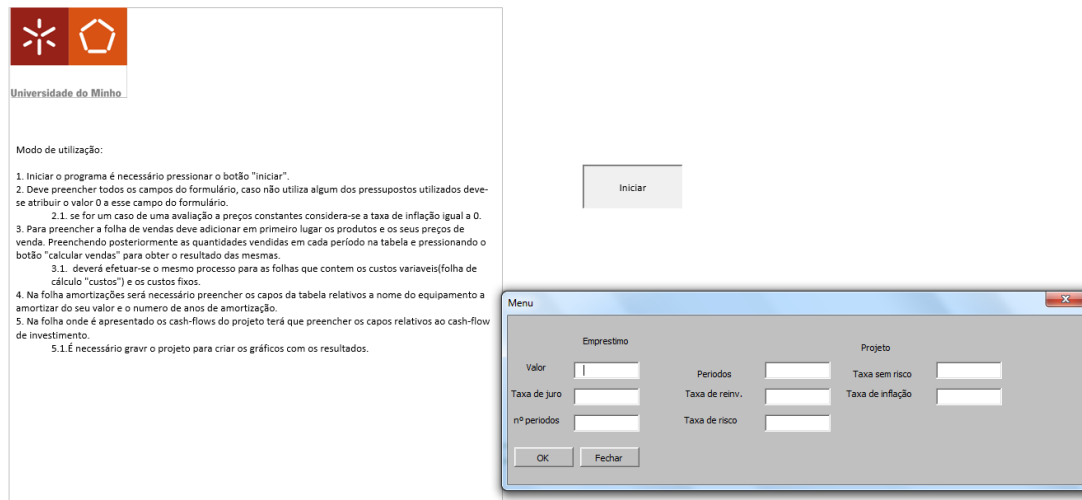 Universidade do Minho
Modo de utilização:
1. Iniciar o programa é necessário pressionar o botão "iniciar".
2. Deve preencher todos os campos do formulário, caso não utiliza algum dos pressupostos utilizados deve-
se atribuir o valor 0 a esse campo do formulário.
2.1. se for um caso de uma avaliação a preços constantes considera-se a taxa de inflação igual a 0.
3. Para preencher a folha de vendas deve adicionar em primeiro lugar os produtos e os seus preços de
venda. Preenchendo posteriormente as quantidades vendidas em cada período na tabela e pressionando o
botão "calcular vendas" para obter o resultado das mesmas.
3.1. deverá efetuar-se o mesmo processo para as folhas que contem os custos variaveis(folha de
cálculo "custos") e os custos fixos.
4. Na folha amortizações será necessário preencher os capos da tabela relativos a nome do equipamento a
amortizar do seu valor e o numero de anos de amortização.
5. Na folha onde é apresentado os cash-flows do projeto terá que preencher os capos relativos ao cash-flow
de investimento.
5.1.É necessário gravr o projeto para criar os gráficos com os resultados.
Iniciar
Menu
Emprestimo
Projeto
Valor
Periodos
Taxa sem risco
Taxa de juro
Taxa de reinv.
Taxa de inflação
nº periodos
Taxa de risco
OK
Fechar